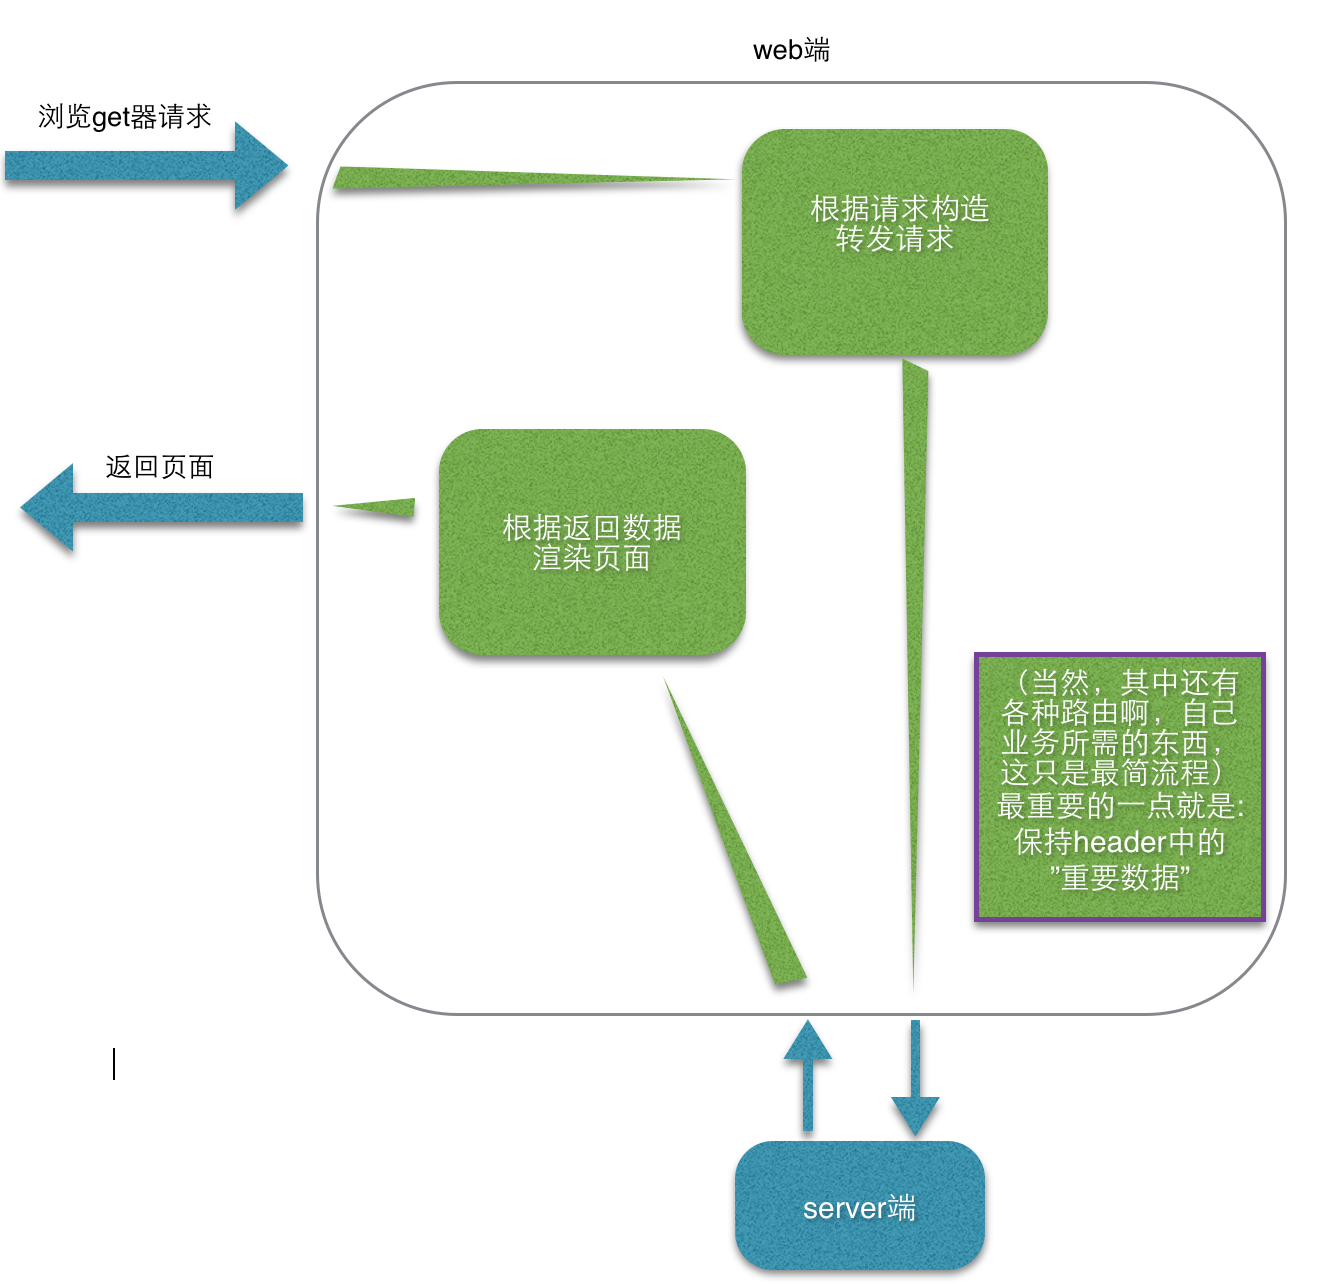 web端
浏览get器请求
根据请求构造
转发请求
返回页面
根据返回数据
渲染页面
（当然，其中还有
各种路由啊，自己
业务所需的东西，
这只是最简流程）
最重要的一点就是:
保持header中的
”重要数据”
server端